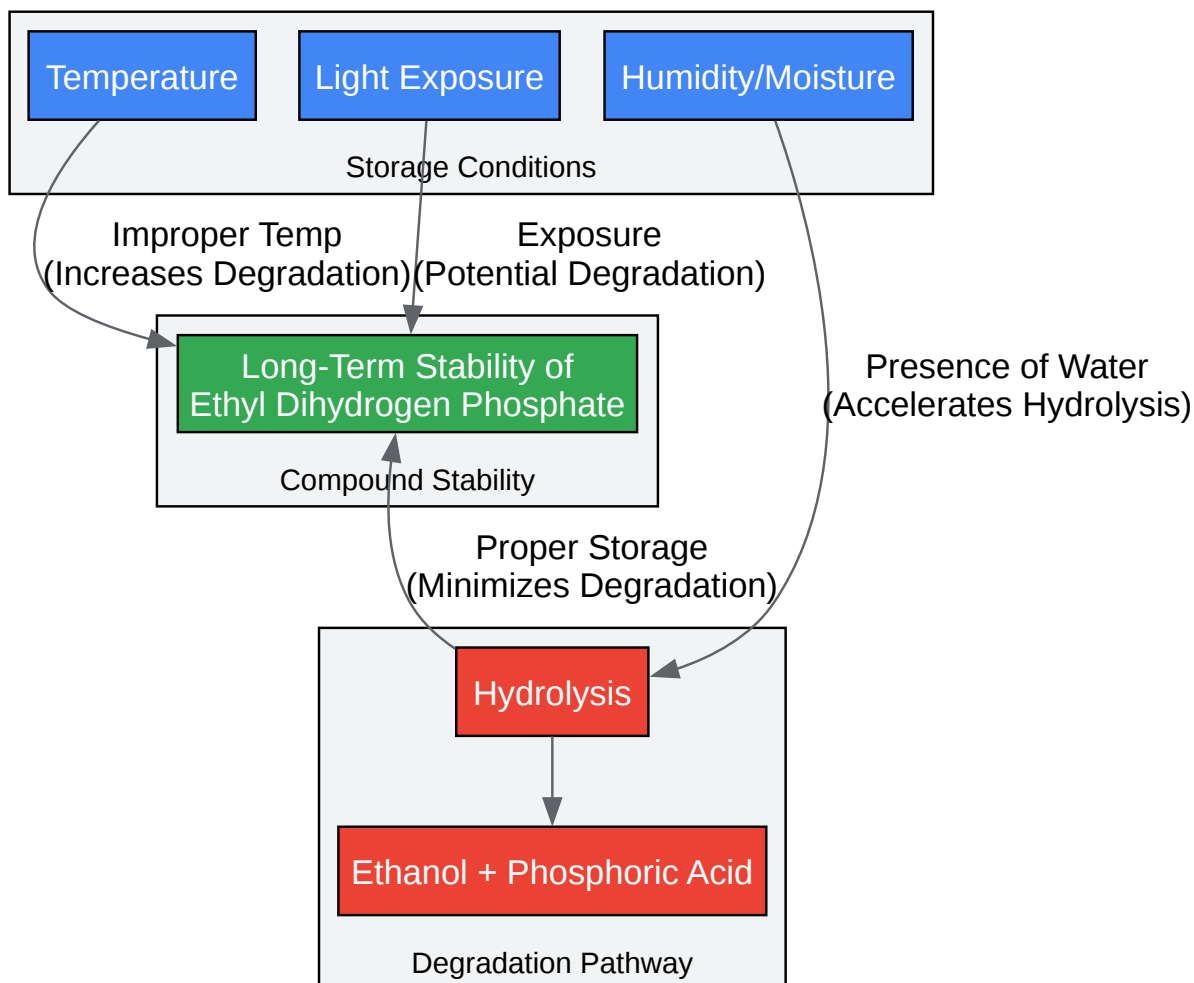 Temperature
Light Exposure
Humidity/Moisture
Storage Conditions
Improper Temp
(Increases Degradation)
Exposure
(Potential Degradation)
Long-Term Stability of
Ethyl Dihydrogen Phosphate
Compound Stability
Presence of Water
(Accelerates Hydrolysis)
Proper Storage
(Minimizes Degradation)
Hydrolysis
Ethanol + Phosphoric Acid
Degradation Pathway